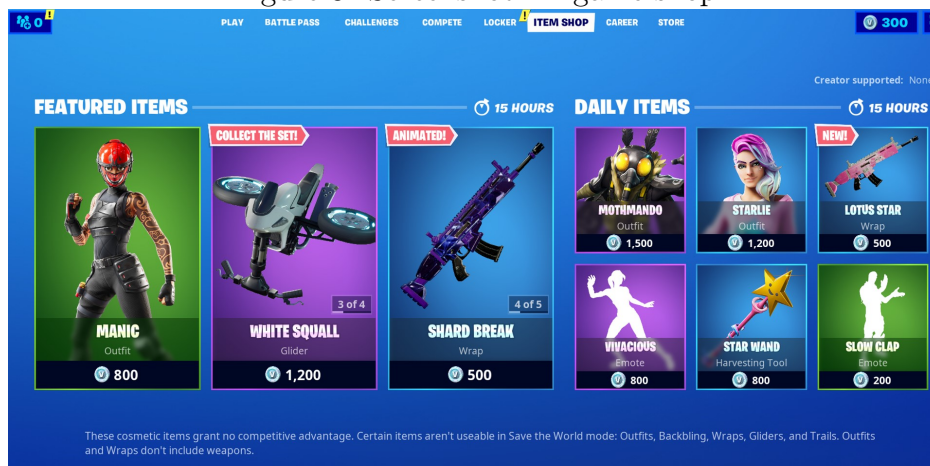 0
!
PLAY BATTLE PASS CHALLENGES COMPETE LOCKER ! ITEM SHOP CAREER STORE
300
Creator supported: None
FEATURED ITEMS 15 HOURS
DAILY ITEMS 15 HOURS
COLLECT THE SET!
ANIMATED!
NEW!
MANIC
Outfit
800
3 of 4
WHITE SQUALL
Glider
1,200
4 of 5
SHARD BREAK
Wrap
500
MOTHMANDO
Outfit
1,500
STARLIE
Outfit
1,200
LOTUS STAR
Wrap
500
VIVACIOUS
Emote
800
STAR WAND
Harvesting Tool
800
SLOW CLAP
Emote
200
These cosmetic items grant no competitive advantage. Certain items aren't useable in Save the World mode: Outfits, Backbling, Wraps, Gliders, and Trails. Outfits
and Wraps don't include weapons.